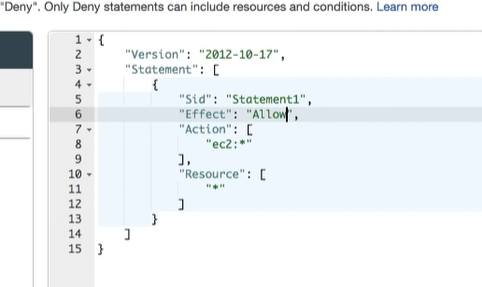 "Deny". Only Deny statements can include resources and conditions. Learn more
1 {
2 "Version": "2012-10-17",
3 "Statement": [
4 {
5 "Sid": "Statement1",
6 "Effect": "Allow",
7 "Action": [
8 "ec2:*"
9 ],
10 "Resource": [
11 "*"
12 ]
13 }
14 ]
15 }